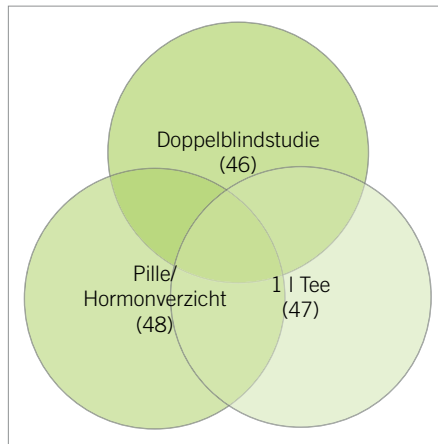 Doppelblindstudie
(46)
Pille/
Hormonverzicht
(48)
1 l Tee
(47)